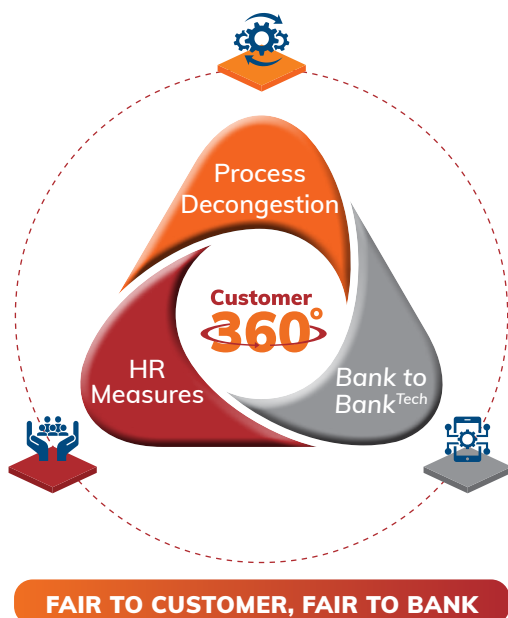 Process
Decongestion
Customer
360°
HR
Measures
Bank to
BankTech
FAIR TO CUSTOMER, FAIR TO BANK